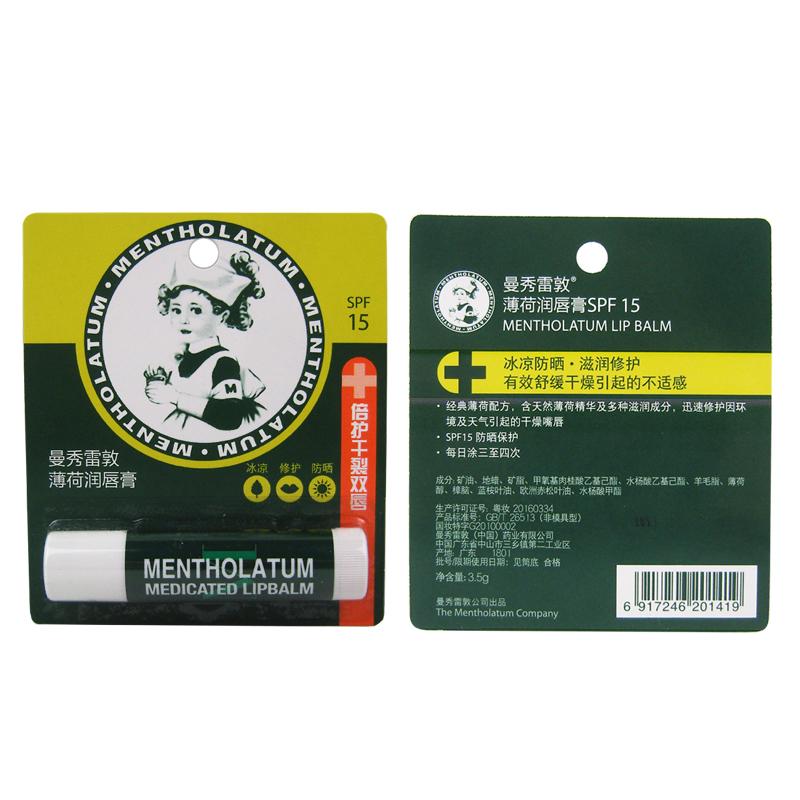 MENTHOLATUM · MENTHOLATUM · MENTHOLATUM ·
SPF
15
M
倍护干裂双唇
曼秀雷敦
薄荷润唇膏
冰凉 修护 防晒
MENTHOLATUM
MEDICATED LIPBALM
MENTHOLATUM · MENTHOLATUM · MENTHOLATUM ·
曼秀雷敦®
薄荷润唇膏SPF 15
MENTHOLATUM LIP BALM
冰凉防晒·滋润修护
有效舒缓干燥引起的不适感
· 经典薄荷配方，含天然薄荷精华及多种滋润成分，迅速修护因环
境及天气引起的干燥嘴唇
· SPF15 防晒保护
· 每日涂三至四次
成分: 矿油、地蜡、矿脂、甲氧基肉桂酸乙基己酯、水杨酸乙基己酯、羊毛脂、薄荷
醇、樟脑、蓝桉叶油、欧洲赤松叶油、水杨酸甲酯
生产许可证号: 粤妆 20160334
产品标准号: GB/T 26513（非模具型）
国妆特字G20100002
曼秀雷敦（中国）药业有限公司
中国广东省中山市三乡镇第二工业区
产地: 广东 1801
批号/限期使用日期: 见筒底 合格
净含量: 3.5g
6 917246 201419
曼秀雷敦公司出品
The Mentholatum Company